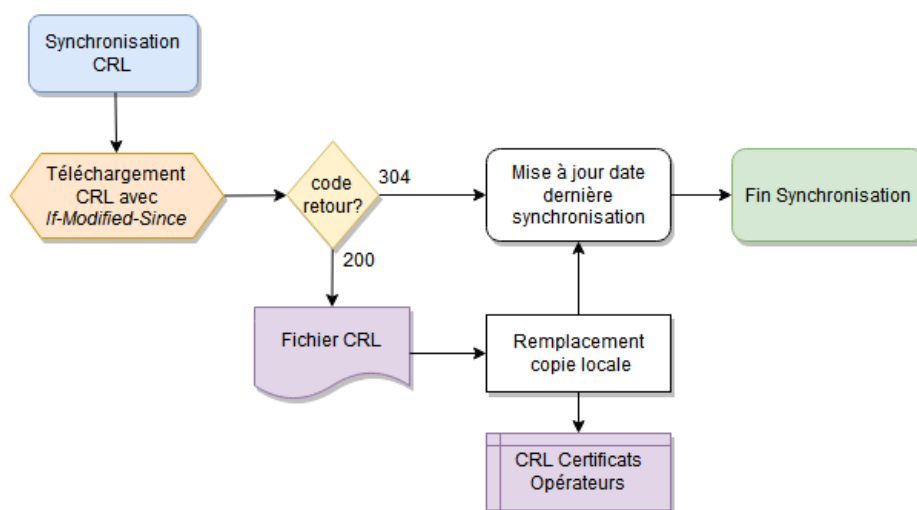 Synchronisation
CRL
Téléchargement
CRL avec
If-Modified-Since
code
retour?
304
200
Mise à jour date
dernière
synchronisation
Fin Synchronisation
Fichier CRL
Remplacement
copie locale
CRL Certificats
Opérateurs